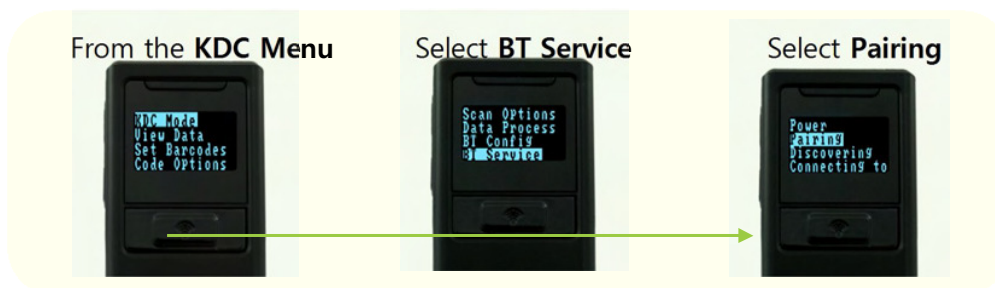 From the KDC Menu
Select BT Service
Select Pairing
KDC Mode
View Data
Set Barcodes
Code Options
Scan Options
Data Process
BT Config
BT Service
Power
Pairing
Discovering
Connecting to